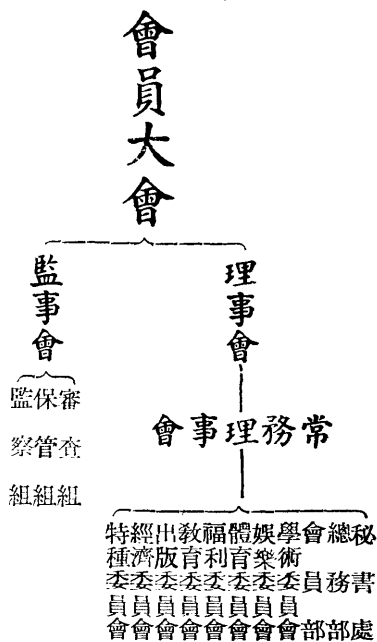 會員大會
理事會
常務理事會
秘書處
總務部
會員部
學術委員會
娛樂委員會
體育委員會
福利委員會
教育委員會
出版委員會
經濟委員會
特種委員會
監事會
審查組
保管組
監察組